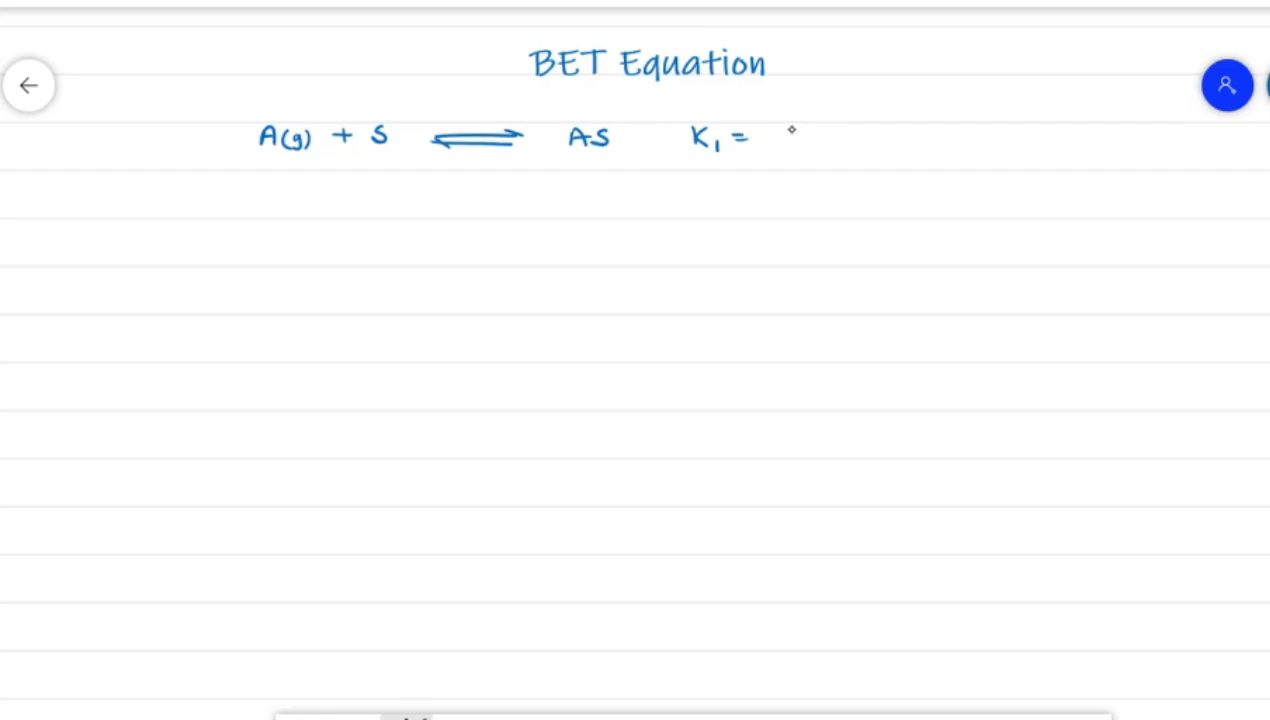 BET Equation
A(g) + S ⇌ AS K₁ =